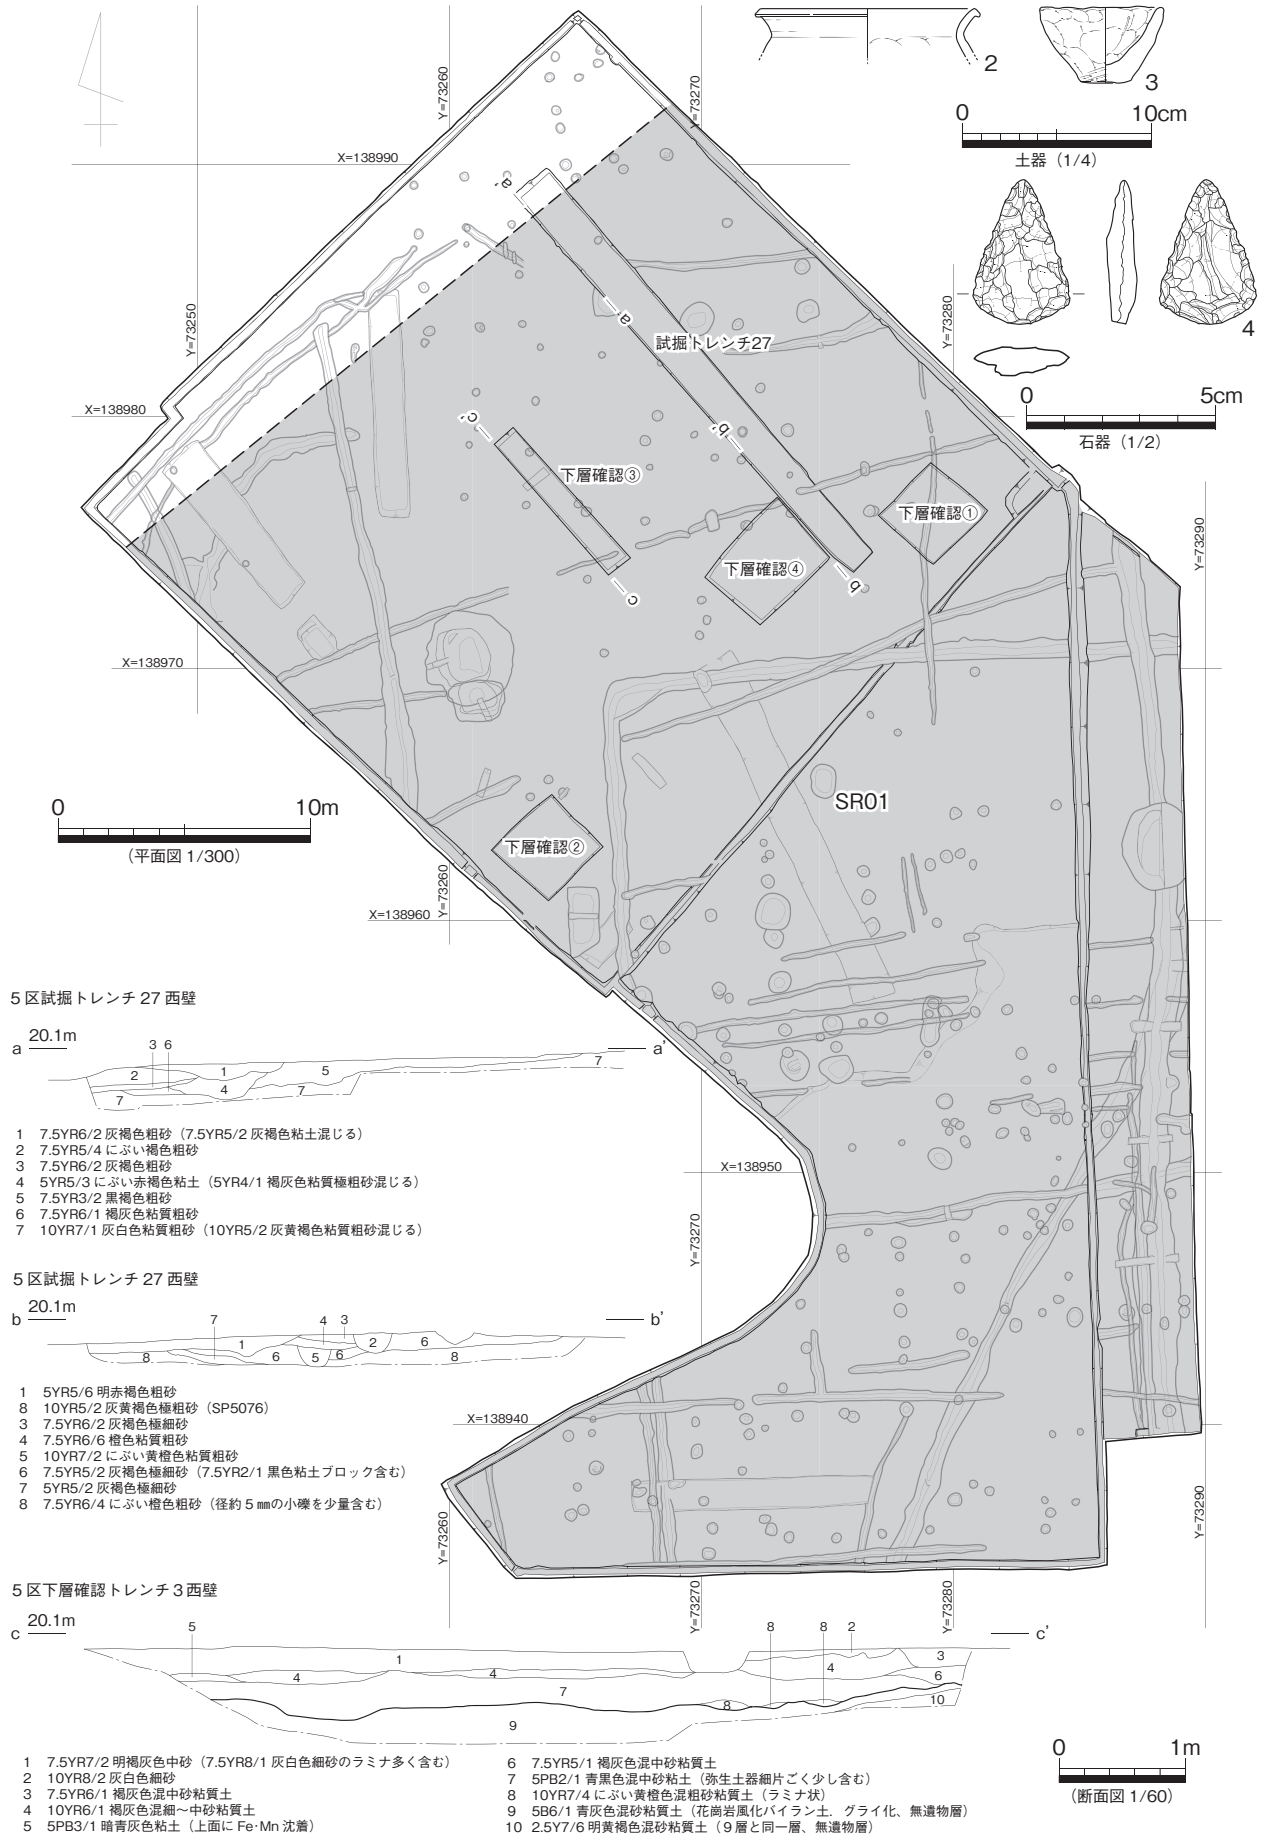 2
3
0 10cm
土器（1/4）
4
0 5cm
石器（1/2）
Y=73260
Y=73270
X=138990
a’
Y=73250
Y=73280
a
試掘トレンチ27
X=138980
c’
b’
下層確認③
下層確認①
Y=73290
下層確認④
b
c
X=138970
SR01
0 10m
（平面図 1/300）
下層確認②
Y=73260
X=138960
5区試掘トレンチ 27 西壁
a 20.1m a’
3 6
2 1 5 7
4
7 7
1 7.5YR6/2 灰褐色粗砂（7.5YR5/2 灰褐色粘土混じる）
2 7.5YR5/4 にぶい褐色粗砂
3 7.5YR6/2 灰褐色粗砂
4 5YR5/3 にぶい赤褐色粘土（5YR4/1 褐灰色粘質極粗砂混じる）
5 7.5YR3/2 黒褐色粗砂
6 7.5YR6/1 褐灰色粘質粗砂
7 10YR7/1 灰白色粘質粗砂（10YR5/2 灰黄褐色粘質粗砂混じる）
X=138950
Y=73270
5区試掘トレンチ 27 西壁
b 20.1m b’
7 4 3
1 2 6
8 6 5 6 8
1 5YR5/6 明赤褐色粗砂
8 10YR5/2 灰黄褐色極粗砂（SP5076）
3 7.5YR6/2 灰褐色極細砂
4 7.5YR6/6 橙色粘質粗砂
5 10YR7/2 にぶい黄橙色粘質粗砂
6 7.5YR5/2 灰褐色極細砂（7.5YR2/1 黒色粘土ブロック含む）
7 5YR5/2 灰褐色極細砂
8 7.5YR6/4 にぶい橙色粗砂（径約 5 ㎜の小礫を少量含む）
X=138940
Y=73260
Y=73270
Y=73280
Y=73290
5区下層確認トレンチ3西壁
c 20.1m c’
5 8 8 2
1 3
4 4 4 6
7 8 10
9
1 7.5YR7/2 明褐灰色中砂（7.5YR8/1 灰白色細砂のラミナ多く含む）
2 10YR8/2 灰白色細砂
3 7.5YR6/1 褐灰色混中砂粘質土
4 10YR6/1 褐灰色混細～中砂粘質土
5 5PB3/1 暗青灰色粘土（上面に Fe･Mn 沈着）
6 7.5YR5/1 褐灰色混中砂粘質土
7 5PB2/1 青黒色混中砂粘土（弥生土器細片ごく少し含む）
8 10YR7/4 にぶい黄橙色混粗砂粘質土（ラミナ状）
9 5B6/1 青灰色混砂粘質土（花崗岩風化バイラン土．グライ化、無遺物層）
10 2.5Y7/6 明黄褐色混砂粘質土（９層と同一層、無遺物層）
0 1m
（断面図 1/60）